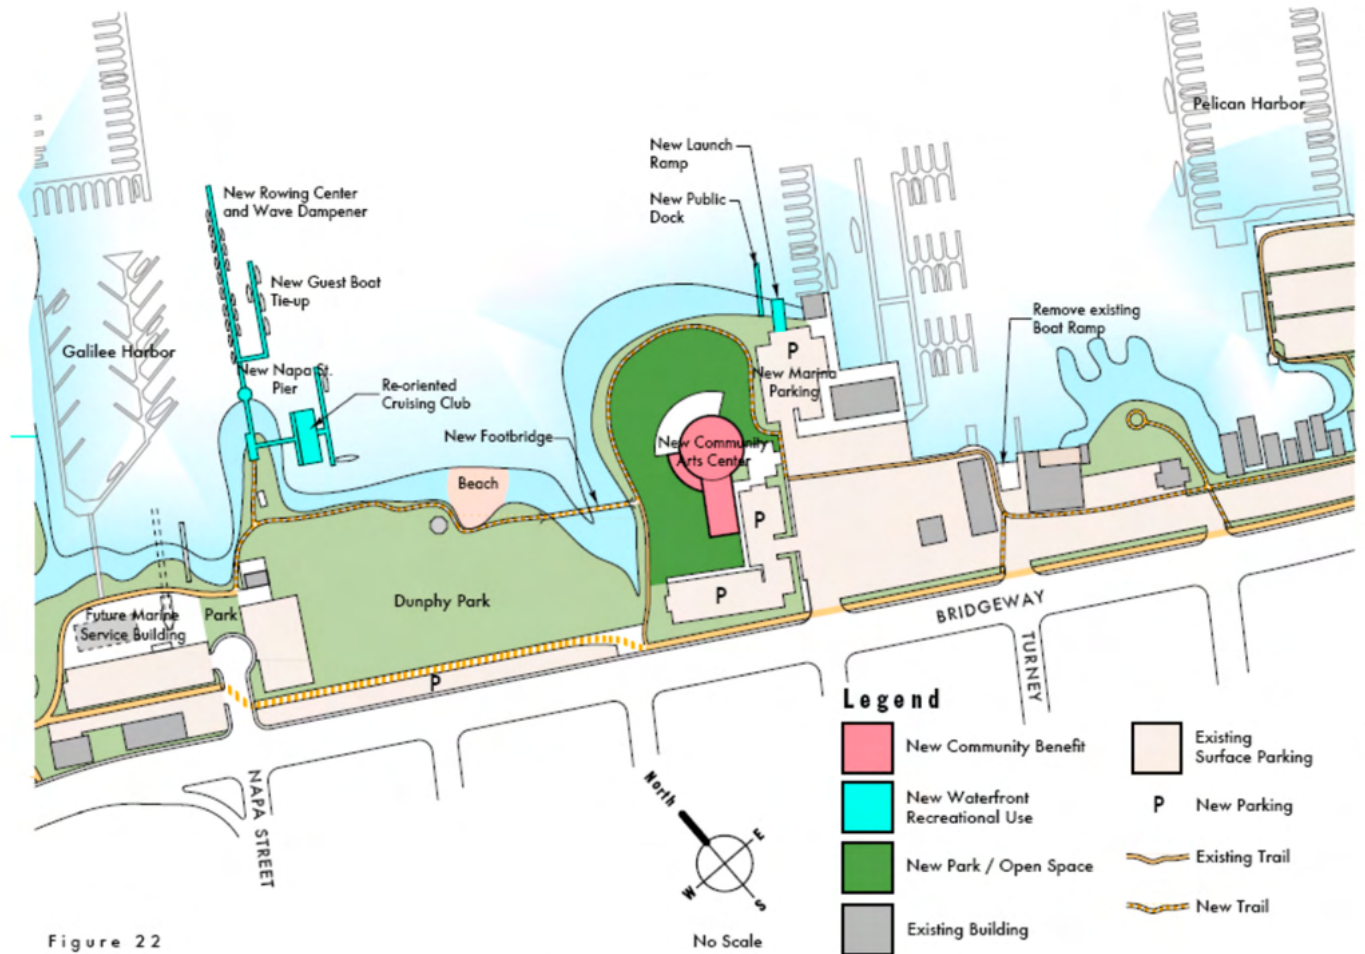 Pelican Harbor
New Launch
Ramp
New Public
Dock
New Rowing Center
and Wave Dampener
New Guest Boat
Tie-up
Galilee Harbor
New Napa St.
Pier
Re-oriented
Cruising Club
New Footbridge
Beach
P
New Marina
Parking
Remove existing
Boat Ramp
New Community
Arts Center
P
P
Dunphy Park
Park
Future Marine
Service Building
P
BRIDGEWAY
TURNEY
NAPA STREET
North
E
W
S
No Scale
Legend
New Community Benefit
New Waterfront
Recreational Use
New Park / Open Space
Existing Building
Existing
Surface Parking
P New Parking
Existing Trail
New Trail
Figure 22